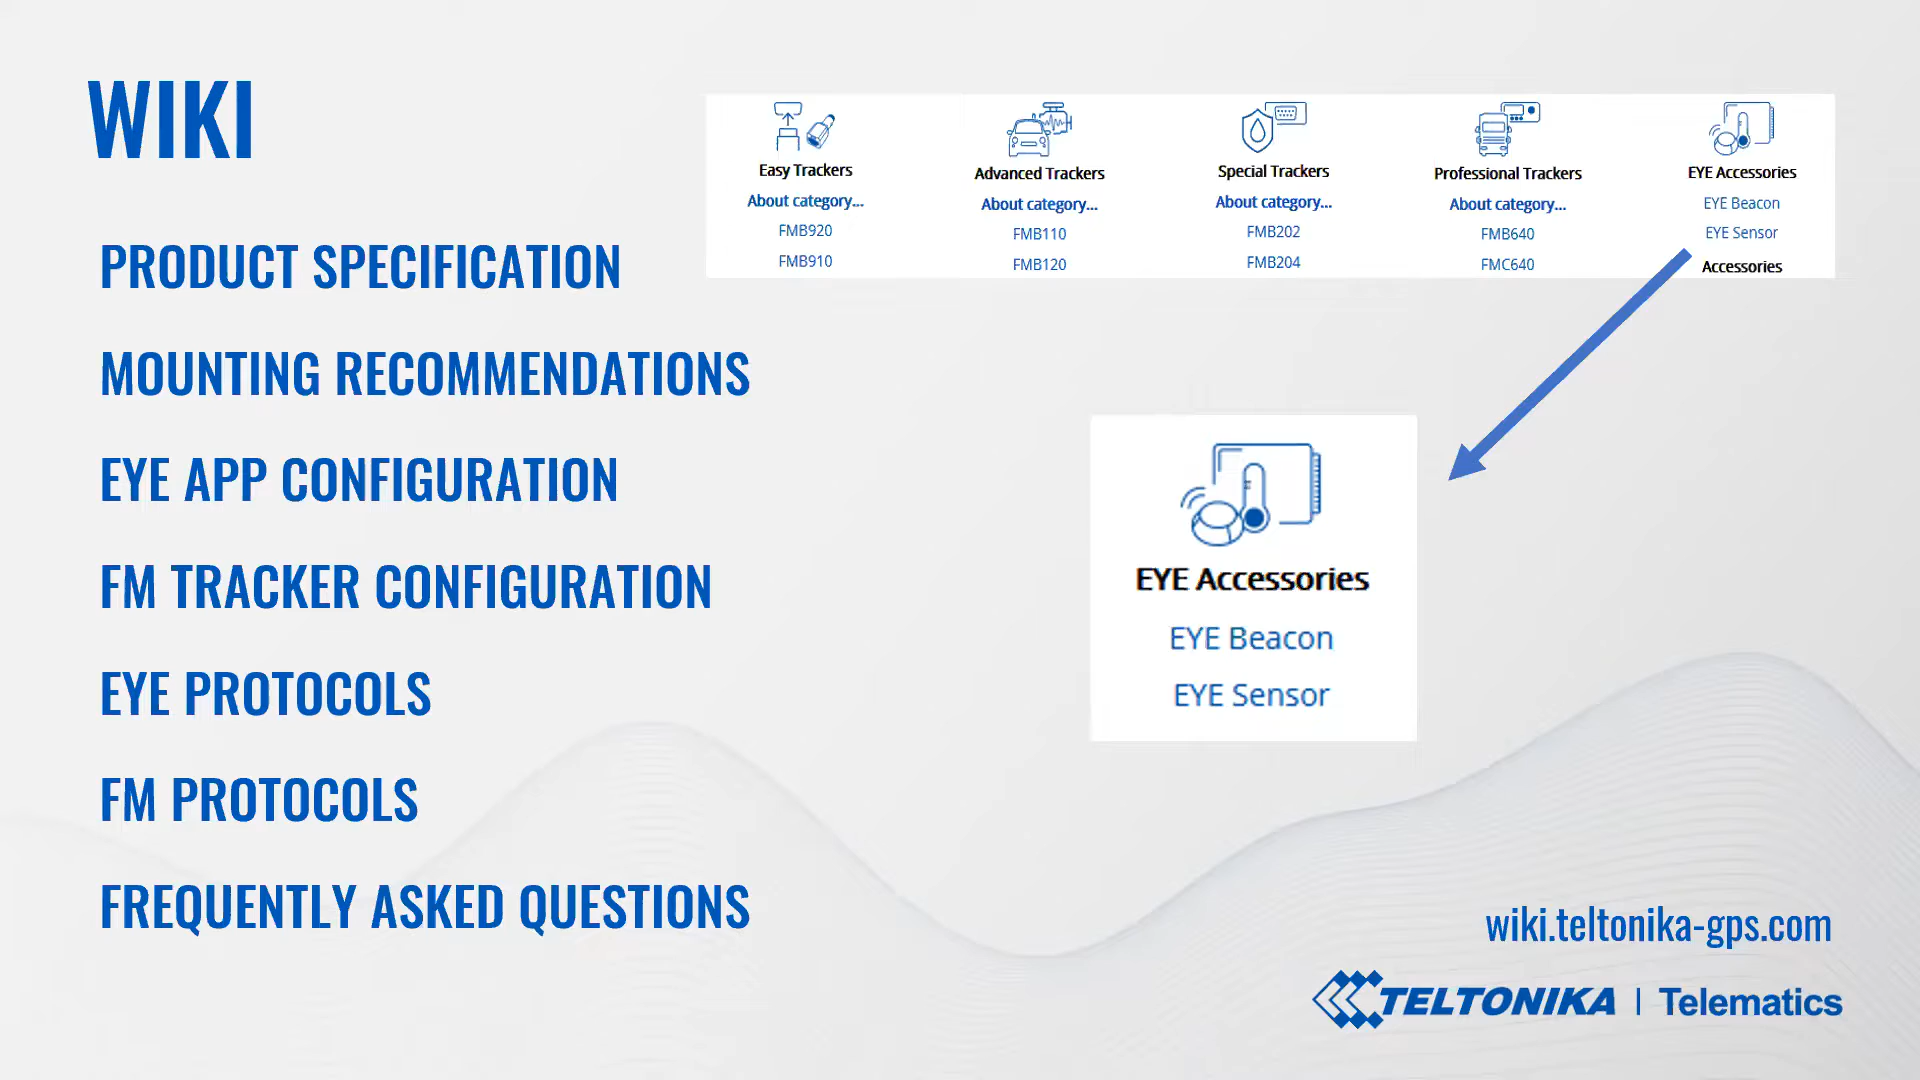 WIKI
PRODUCT SPECIFICATION
MOUNTING RECOMMENDATIONS
EYE APP CONFIGURATION
FM TRACKER CONFIGURATION
EYE PROTOCOLS
FM PROTOCOLS
FREQUENTLY ASKED QUESTIONS
Easy Trackers
About category...
FMB920
FMB910
Advanced Trackers
About category...
FMB110
FMB120
Special Trackers
About category...
FMB202
FMB204
Professional Trackers
About category...
FMB640
FMC640
EYE Accessories
EYE Beacon
EYE Sensor
Accessories
EYE Accessories
EYE Beacon
EYE Sensor
wiki.teltonika-gps.com
TELTONIKA | Telematics